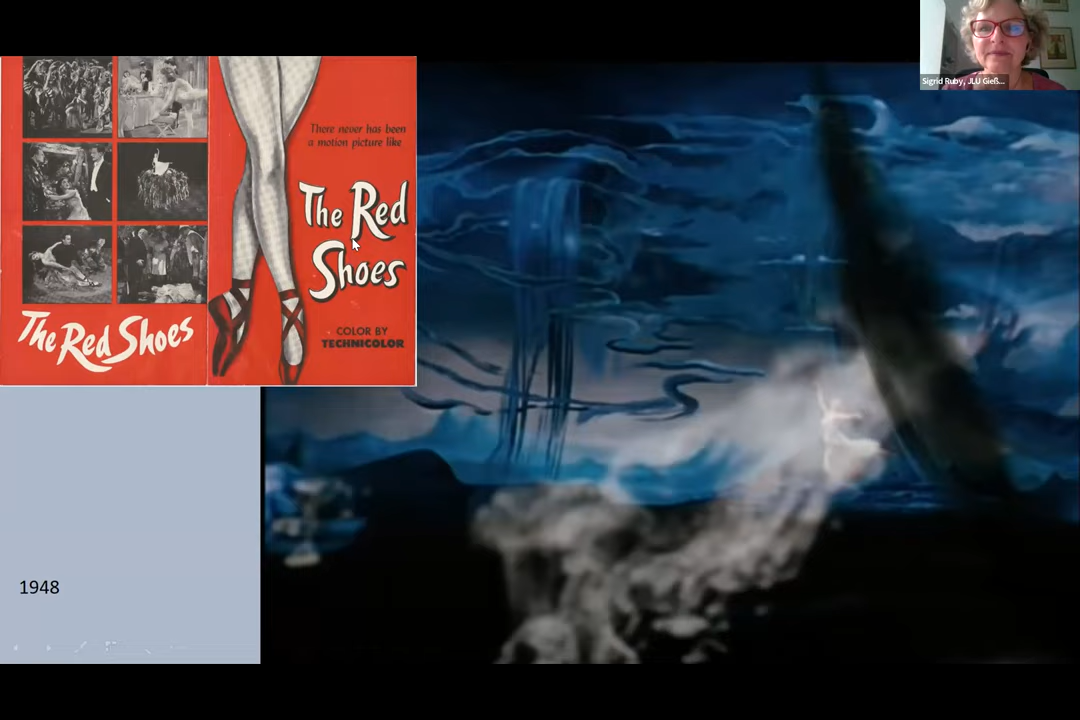 Sigrid Ruby, JLU Gieß...
There never has been
a motion picture like
The Red
Shoes
COLOR BY
TECHNICOLOR
The Red Shoes
1948